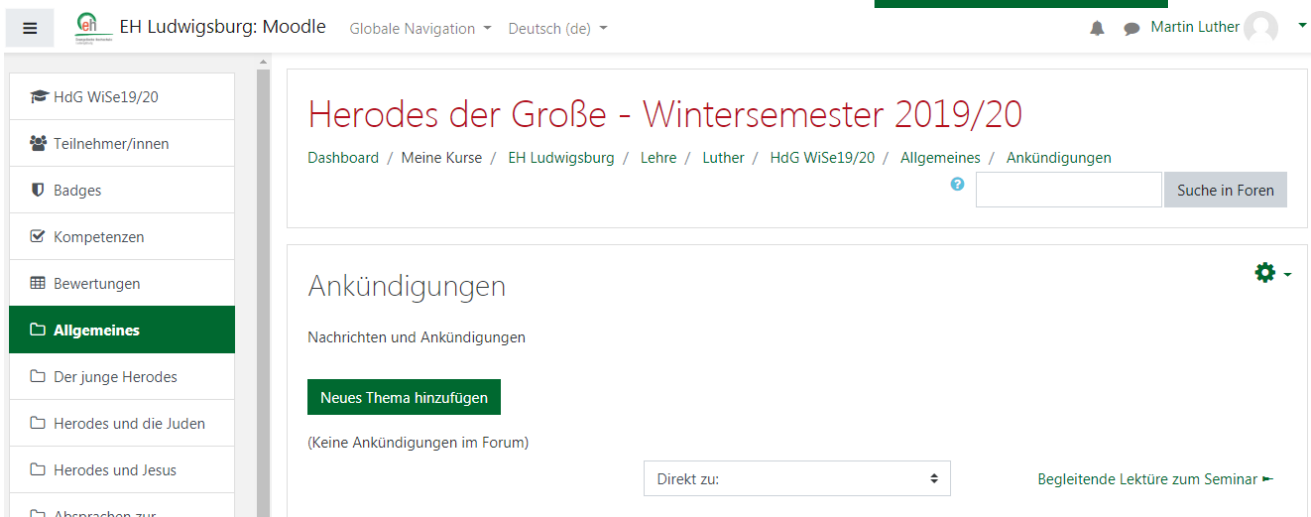 EH Ludwigsburg: Moodle Globale Navigation Deutsch (de) Martin Luther
HdG WiSe19/20
Teilnehmer/innen
Badges
Kompetenzen
Bewertungen
Allgemeines
Der junge Herodes
Herodes und die Juden
Herodes und Jesus
Absprachen zur
Herodes der Große - Wintersemester 2019/20
Dashboard / Meine Kurse / EH Ludwigsburg / Lehre / Luther / HdG WiSe19/20 / Allgemeines / Ankündigungen
Suche in Foren
Ankündigungen
Nachrichten und Ankündigungen
Neues Thema hinzufügen
(Keine Ankündigungen im Forum)
Direkt zu:
Begleitende Lektüre zum Seminar ►